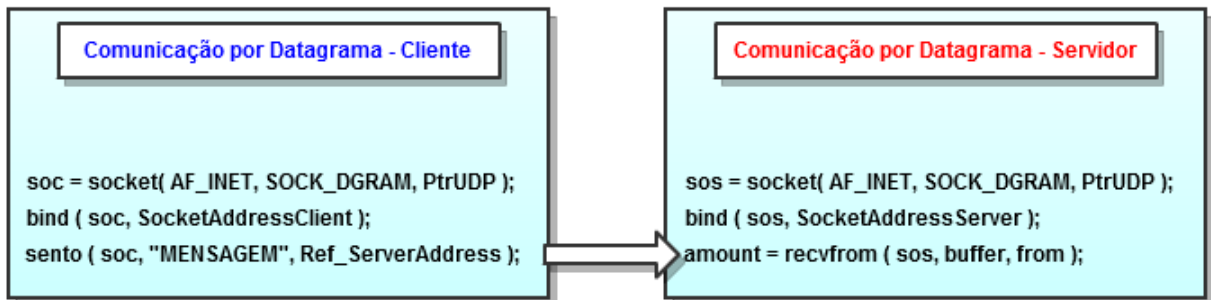 Comunicação por Datagrama - Cliente
soc = socket( AF_INET, SOCK_DGRAM, PtrUDP );
bind ( soc, SocketAddressClient );
sento ( soc, "MENSAGEM", Ref_ServerAddress );
Comunicação por Datagrama - Servidor
sos = socket( AF_INET, SOCK_DGRAM, PtrUDP );
bind ( sos, SocketAddressServer );
amount = recvfrom ( sos, buffer, from );